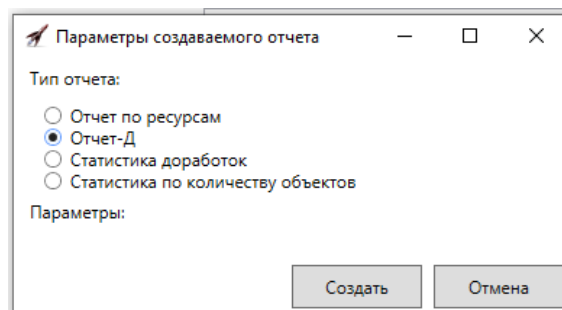 Параметры создаваемого отчета
Тип отчета:
Отчет по ресурсам
Отчет-Д
Статистика доработок
Статистика по количеству объектов
Параметры:
Создать Отмена